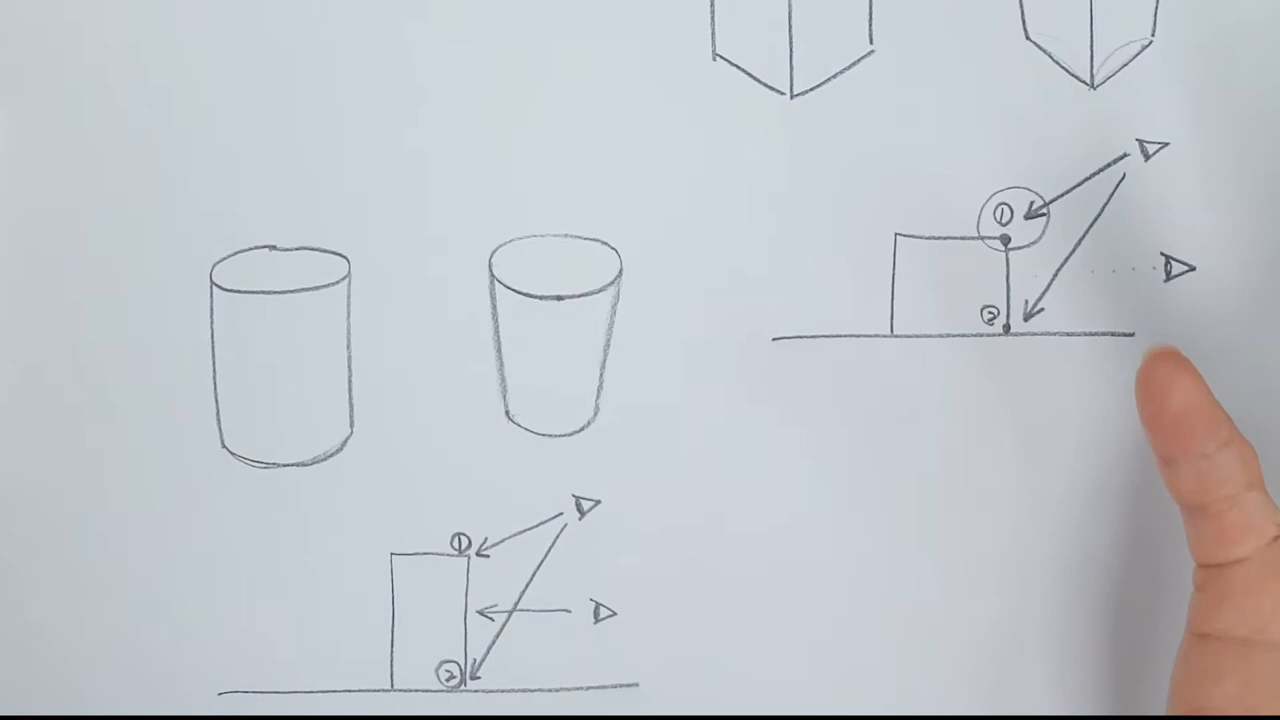 ①
②
①
②